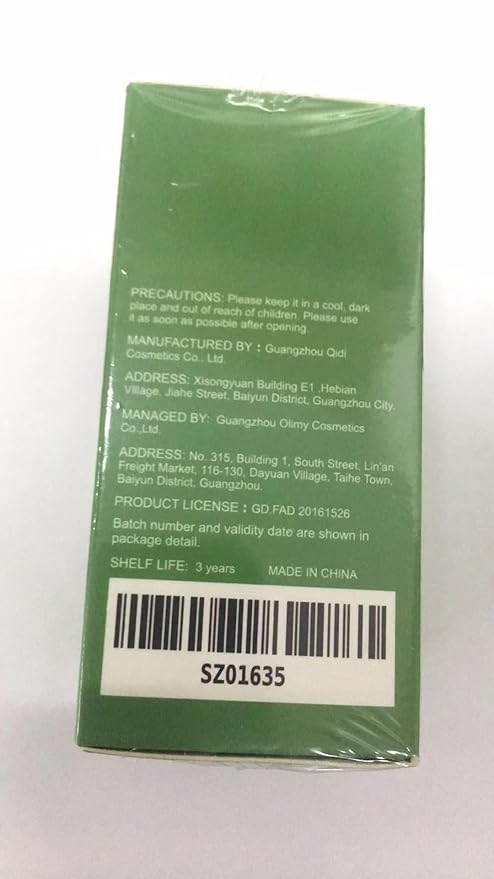 PRECAUTIONS: Please keep it in a cool, dark
place and out of reach of children. Please use
it as soon as possible after opening.
MANUFACTURED BY : Guangzhou Qidi
Cosmetics Co., Ltd.
ADDRESS: Xisongyuan Building E1 ,Hebian
Village, Jiahe Street, Baiyun District, Guangzhou City.
MANAGED BY: Guangzhou Olimy Cosmetics
Co.,Ltd.
ADDRESS: No. 315, Building 1, South Street, Lin'an
Freight Market, 116-130, Dayuan Village, Taihe Town,
Baiyun District, Guangzhou.
PRODUCT LICENSE : GD.FAD 20161526
Batch number and validity date are shown in
package detail.
SHELF LIFE: 3 years MADE IN CHINA
SZ01635